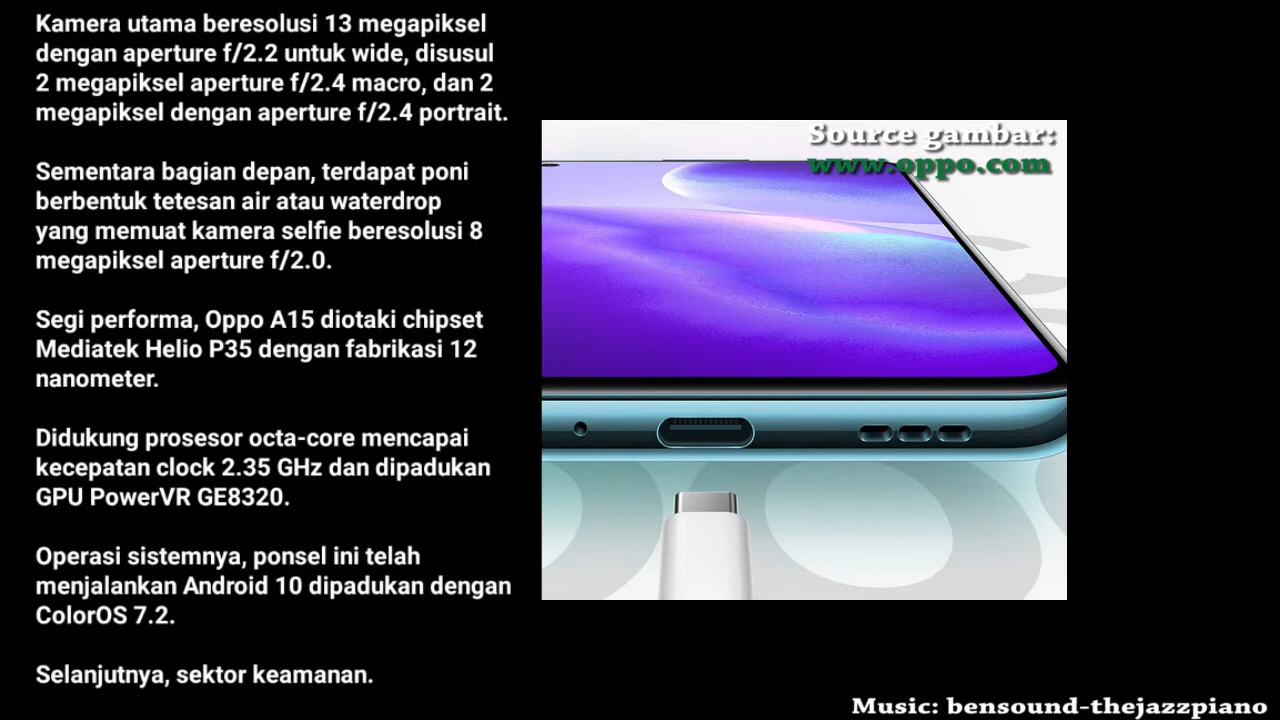 Kamera utama beresolusi 13 megapiksel
dengan aperture f/2.2 untuk wide, disusul
2 megapiksel aperture f/2.4 macro, dan 2
megapiksel dengan aperture f/2.4 portrait.
Sementara bagian depan, terdapat poni
berbentuk tetesan air atau waterdrop
yang memuat kamera selfie beresolusi 8
megapiksel aperture f/2.0.
Segi performa, Oppo A15 diotaki chipset
Mediatek Helio P35 dengan fabrikasi 12
nanometer.
Didukung prosesor octa-core mencapai
kecepatan clock 2.35 GHz dan dipadukan
GPU PowerVR GE8320.
Operasi sistemnya, ponsel ini telah
menjalankan Android 10 dipadukan dengan
ColorOS 7.2.
Selanjutnya, sektor keamanan.
Source gambar:
www.oppo.com
Music: bensound-thejazzpiano